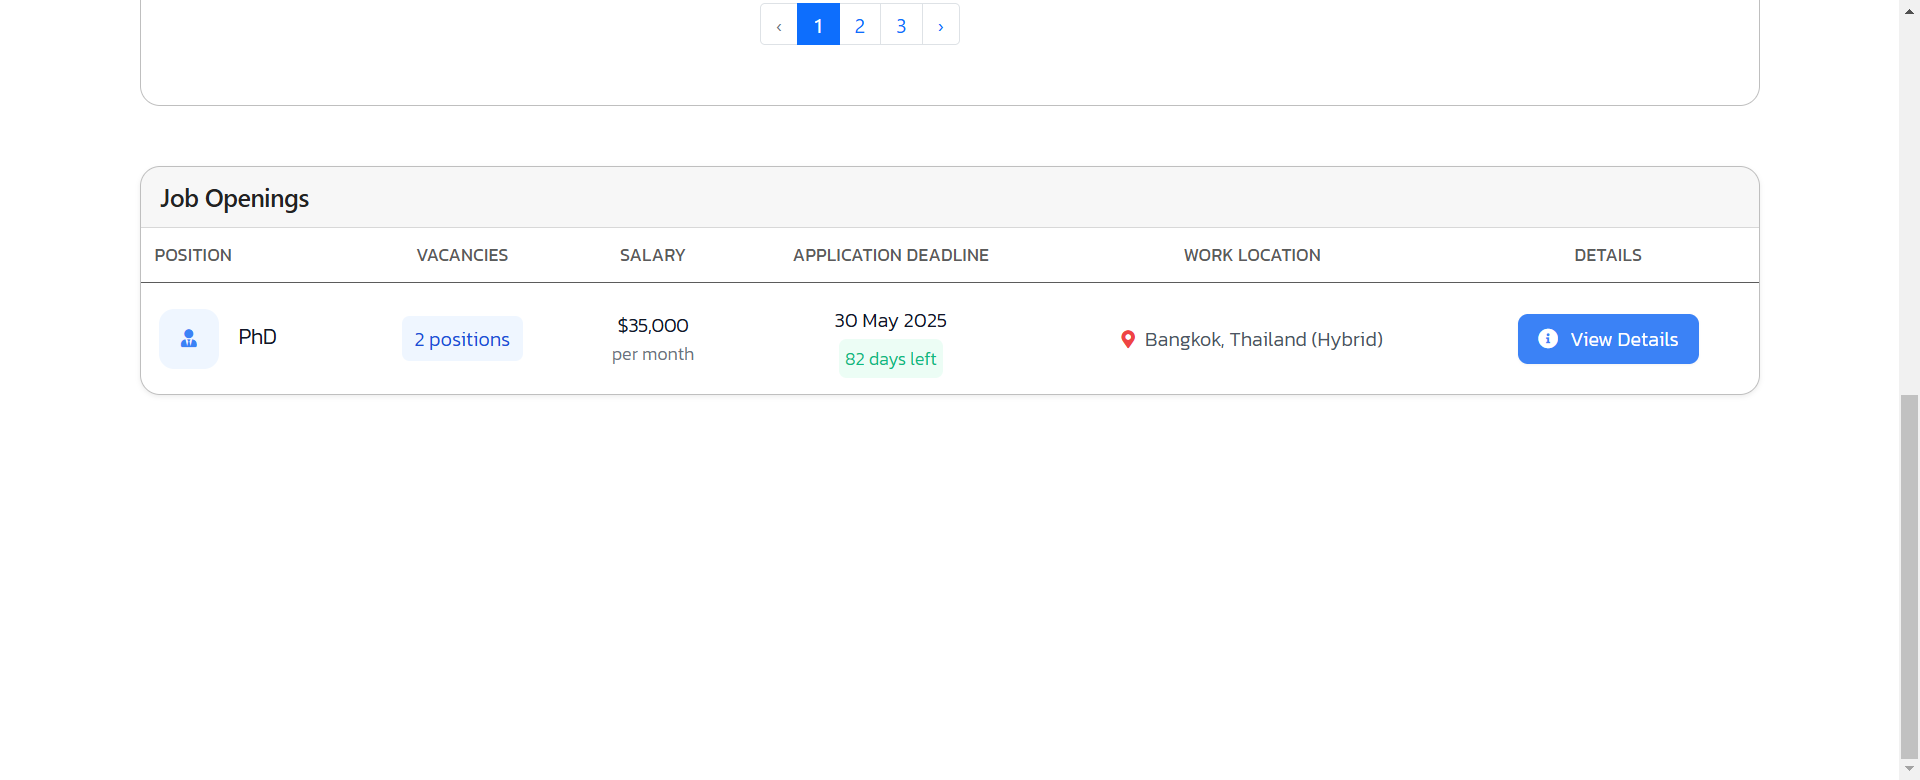 ‹ 1 2 3 ›
Job Openings
POSITION VACANCIES SALARY APPLICATION DEADLINE WORK LOCATION DETAILS
PhD
2 positions
$35,000
per month
30 May 2025
82 days left
Bangkok, Thailand (Hybrid)
View Details